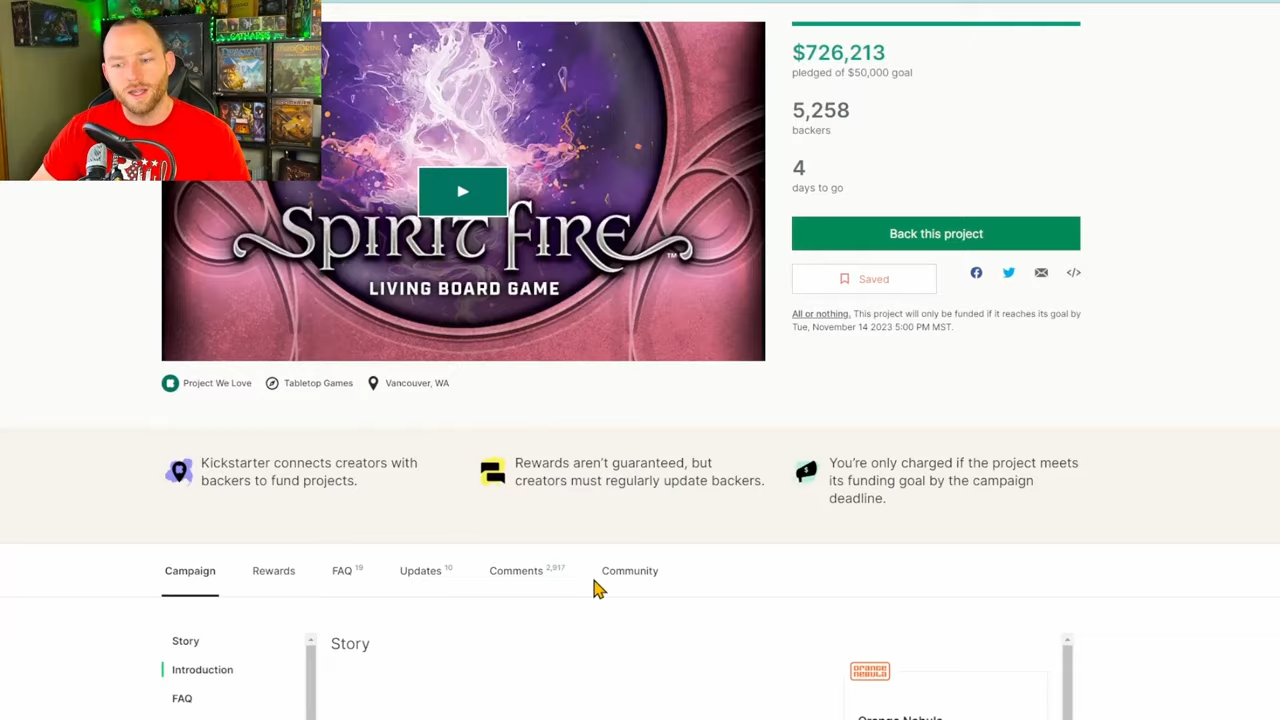 $726,213
pledged of $50,000 goal
5,258
backers
4
days to go
SPIRIT FIRE™
LIVING BOARD GAME
Back this project
Saved
All or nothing. This project will only be funded if it reaches its goal by
Tue, November 14 2023 5:00 PM MST.
Project We Love
Tabletop Games
Vancouver, WA
Kickstarter connects creators with
backers to fund projects.
Rewards aren't guaranteed, but
creators must regularly update backers.
You're only charged if the project meets
its funding goal by the campaign
deadline.
Campaign
Rewards
FAQ 19
Updates 10
Comments 2,917
Community
Story
Introduction
FAQ
Story
ORANGE
NEBULA
Orange Nebula